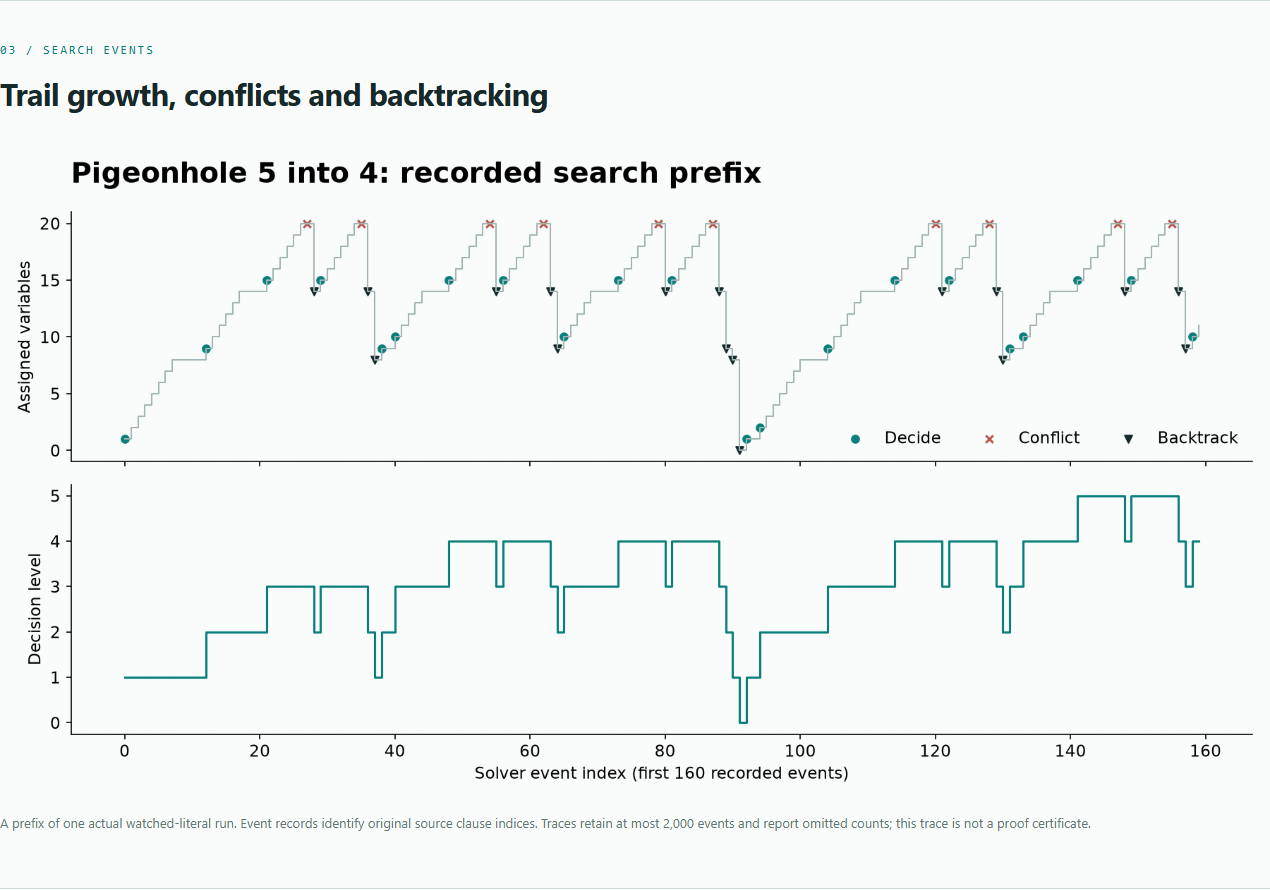 03 / SEARCH EVENTS
Trail growth, conflicts and backtracking
Pigeonhole 5 into 4: recorded search prefix
20
15
10
5
0
Assigned variables
Decide
Conflict
Backtrack
5
4
3
2
1
0
Decision level
0 20 40 60 80 100 120 140 160
Solver event index (first 160 recorded events)
A prefix of one actual watched-literal run. Event records identify original source clause indices. Traces retain at most 2,000 events and report omitted counts; this trace is not a proof certificate.